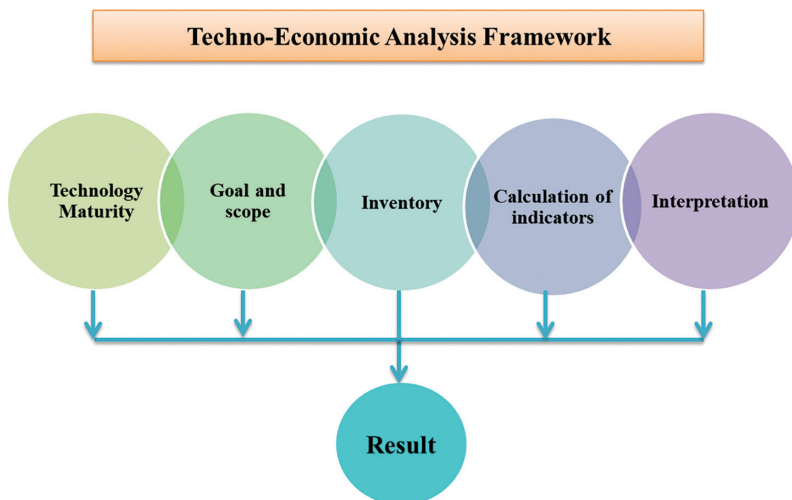 Techno-Economic Analysis Framework
Technology
Maturity
Goal and
scope
Inventory
Calculation of
indicators
Interpretation
Result